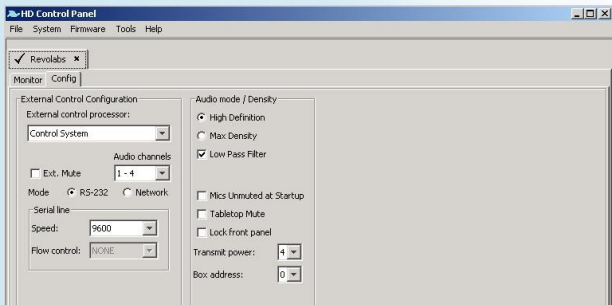 HD Control Panel
File System Firmware Tools Help
Revolabs
Monitor Config
External Control Configuration
External control processor:
Control System
Audio channels
Ext. Mute 1 - 4
Mode RS-232 Network
Serial line
Speed: 9600
Flow control: NONE
Audio mode / Density
High Definition
Max Density
Low Pass Filter
Mics Unmuted at Startup
Tabletop Mute
Lock front panel
Transmit power: 4
Box address: 0